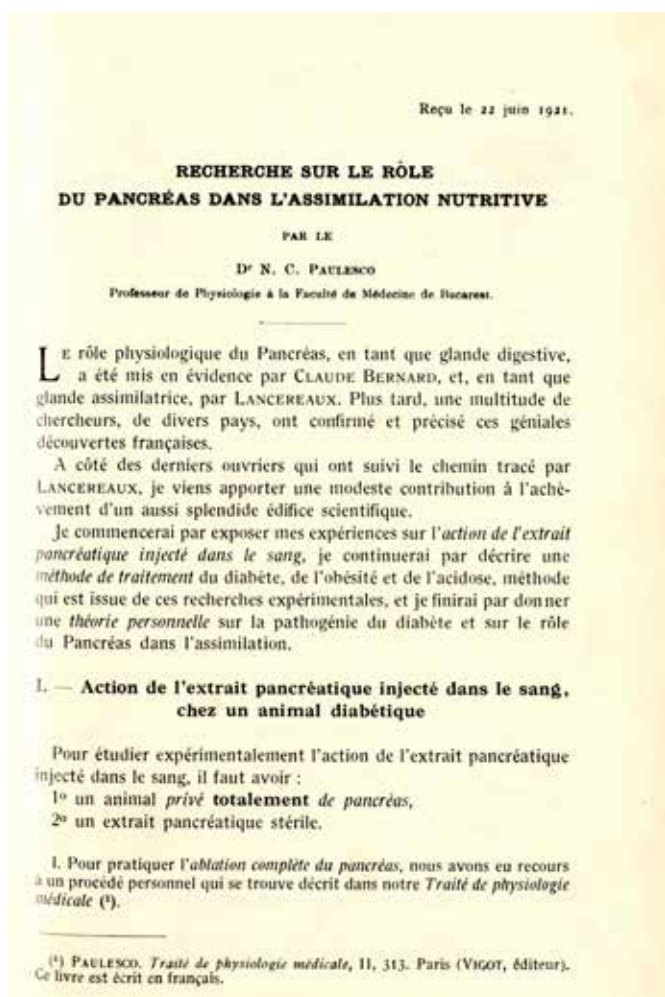 Reçu le 22 juin 1921.
RECHERCHE SUR LE RÔLE
DU PANCRÉAS DANS L'ASSIMILATION NUTRITIVE
PAR LE
Dr N. C. PAULESCO
Professeur de Physiologie à la Faculté de Médecine de Bucarest.
LE rôle physiologique du Pancréas, en tant que glande digestive,
a été mis en évidence par CLAUDE BERNARD, et, en tant que
glande assimilatrice, par LANCEREAUX. Plus tard, une multitude de
chercheurs, de divers pays, ont confirmé et précisé ces géniales
découvertes françaises.
A côté des derniers ouvriers qui ont suivi le chemin tracé par
LANCEREAUX, je viens apporter une modeste contribution à l'achè-
vement d'un aussi splendide édifice scientifique.
Je commencerai par exposer mes expériences sur l'action de l'extrait
pancréatique injecté dans le sang, je continuerai par décrire une
méthode de traitement du diabète, de l'obésité et de l'acidose, méthode
qui est issue de ces recherches expérimentales, et je finirai par donner
une théorie personnelle sur la pathogénie du diabète et sur le rôle
du Pancréas dans l'assimilation.
I. — Action de l'extrait pancréatique injecté dans le sang,
chez un animal diabétique
Pour étudier expérimentalement l'action de l'extrait pancréatique
injecté dans le sang, il faut avoir :
1º un animal privé totalement de pancréas,
2º un extrait pancréatique stérile.
I. Pour pratiquer l'ablation complète du pancréas, nous avons eu recours
à un procédé personnel qui se trouve décrit dans notre Traité de physiologie
médicale (¹).
(¹) PAULESCO. Traité de physiologie médicale, II, 313. Paris (VIGOT, éditeur).
Ce livre est écrit en français.